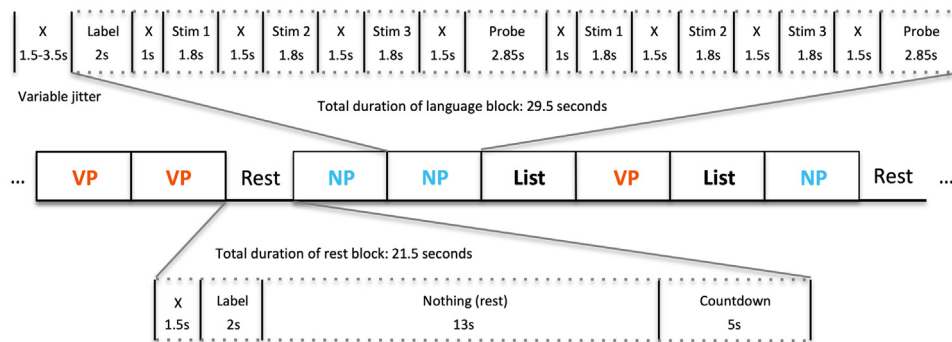 X Label X Stim 1 X Stim 2 X Stim 3 X Probe X Stim 1 X Stim 2 X Stim 3 X Probe
1.5-3.5s 2s 1s 1.8s 1.5s 1.8s 1.5s 1.8s 1.5s 2.85s 1s 1.8s 1.5s 1.8s 1.5s 1.8s 1.5s 2.85s
Variable jitter
Total duration of language block: 29.5 seconds
... VP VP Rest NP NP List VP List NP Rest ...
Total duration of rest block: 21.5 seconds
X Label Nothing (rest) Countdown
1.5s 2s 13s 5s